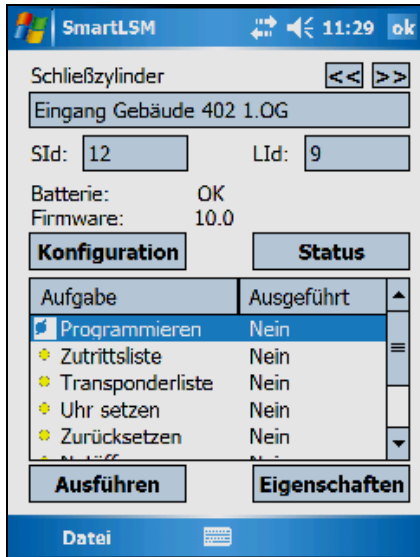 SmartLSM 11:29 ok
Schließzylinder << >>
Eingang Gebäude 402 1.OG
SId: 12 LId: 9
Batterie: OK
Firmware: 10.0
Konfiguration Status
Aufgabe Ausgeführt
Programmieren Nein
Zutrittsliste Nein
Transponderliste Nein
Uhr setzen Nein
Zurücksetzen Nein
Ausführen Eigenschaften
Datei